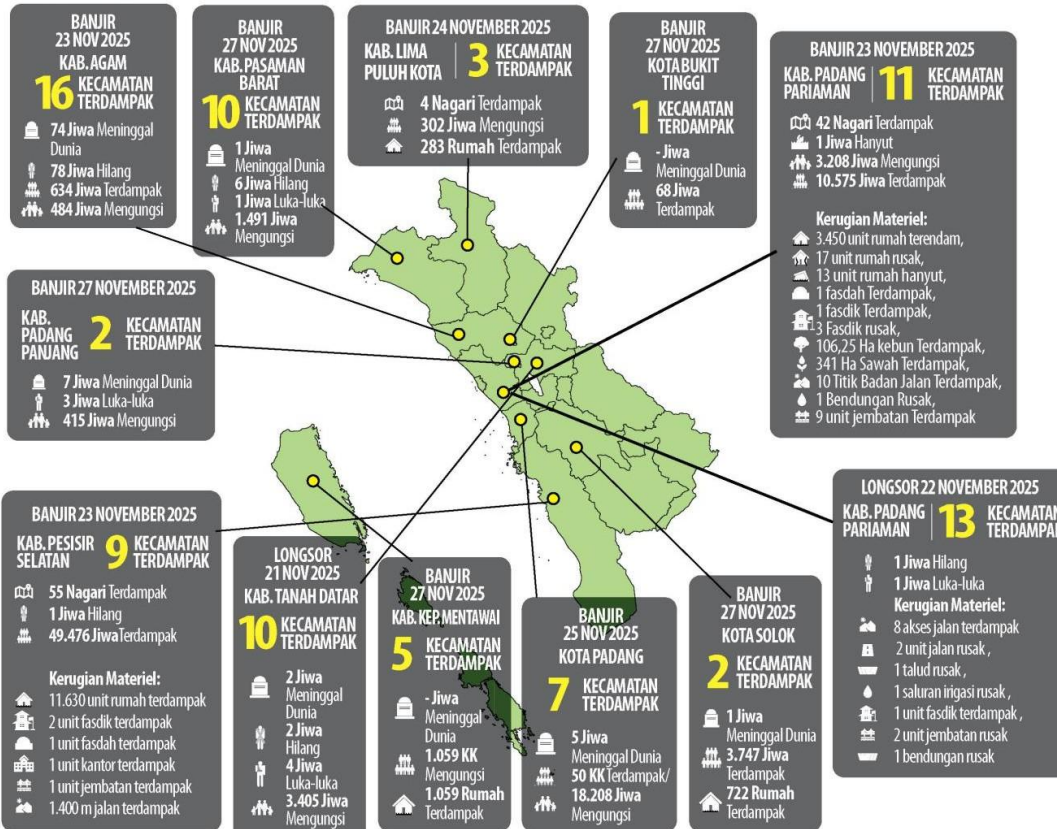 BANJIR
23 NOV 2025
KAB. AGAM
16 KECAMATAN
TERDAMPAK
74 Jiwa Meninggal
Dunia
78 Jiwa Hilang
634 Jiwa Terdampak
484 Jiwa Mengungsi
BANJIR
27 NOV 2025
KAB. PASAMAN
BARAT
10 KECAMATAN
TERDAMPAK
1 Jiwa
Meninggal Dunia
6 Jiwa Hilang
1 Jiwa Luka-luka
1.491 Jiwa
Mengungsi
BANJIR 24 NOVEMBER 2025
KAB. LIMA
PULUH KOTA
3 KECAMATAN
TERDAMPAK
4 Nagari Terdampak
302 Jiwa Mengungsi
283 Rumah Terdampak
BANJIR
27 NOV 2025
KOTA BUKIT
TINGGI
1 KECAMATAN
TERDAMPAK
- Jiwa
Meninggal Dunia
68 Jiwa
Terdampak
BANJIR 23 NOVEMBER 2025
KAB. PADANG
PARIAMAN
11 KECAMATAN
TERDAMPAK
42 Nagari Terdampak
1 Jiwa Hanyut
3.208 Jiwa Mengungsi
10.575 Jiwa Terdampak
Kerugian Materiel:
3.450 unit rumah terendam,
17 unit rumah rusak,
13 unit rumah hanyut,
1 fasdah Terdampak,
1 fasdik Terdampak,
3 Fasdik rusak,
106,25 Ha kebun Terdampak,
341 Ha Sawah Terdampak,
10 Titik Badan Jalan Terdampak,
1 Bendungan Rusak,
9 unit jembatan Terdampak
BANJIR 27 NOVEMBER 2025
KAB.
PADANG
PANJANG
2 KECAMATAN
TERDAMPAK
7 Jiwa Meninggal Dunia
3 Jiwa Luka-luka
415 Jiwa Mengungsi
BANJIR 23 NOVEMBER 2025
KAB. PESISIR
SELATAN
9 KECAMATAN
TERDAMPAK
55 Nagari Terdampak
1 Jiwa Hilang
49.476 Jiwa Terdampak
Kerugian Materiel:
11.630 unit rumah terdampak
2 unit fasdik terdampak
1 unit fasdah terdampak
1 unit kantor terdampak
1 unit jembatan terdampak
1.400 m jalan terdampak
LONGSOR
21 NOV 2025
KAB. TANAH DATAR
10 KECAMATAN
TERDAMPAK
2 Jiwa
Meninggal
Dunia
2 Jiwa
Hilang
4 Jiwa
Luka-luka
3.405 Jiwa
Mengungsi
BANJIR
27 NOV 2025
KAB. KEP. MENTAWAI
5 KECAMATAN
TERDAMPAK
- Jiwa
Meninggal
Dunia
1.059 KK
Mengungsi
1.059 Rumah
Terdampak
BANJIR
25 NOV 2025
KOTA PADANG
7 KECAMATAN
TERDAMPAK
5 Jiwa
Meninggal Dunia
50 KK Terdampak/
18.208 Jiwa
Mengungsi
BANJIR
27 NOV 2025
KOTA SOLOK
2 KECAMATAN
TERDAMPAK
1 Jiwa
Meninggal Dunia
3.747 Jiwa
Terdampak
722 Rumah
Terdampak
LONGSOR 22 NOVEMBER 2025
KAB. PADANG
PARIAMAN
13 KECAMATAN
TERDAMPAK
1 Jiwa Hilang
1 Jiwa Luka-luka
Kerugian Materiel:
8 akses jalan terdampak
2 unit jalan rusak ,
1 talud rusak ,
1 saluran irigasi rusak ,
1 unit fasdik terdampak ,
2 unit jembatan rusak
1 bendungan rusak